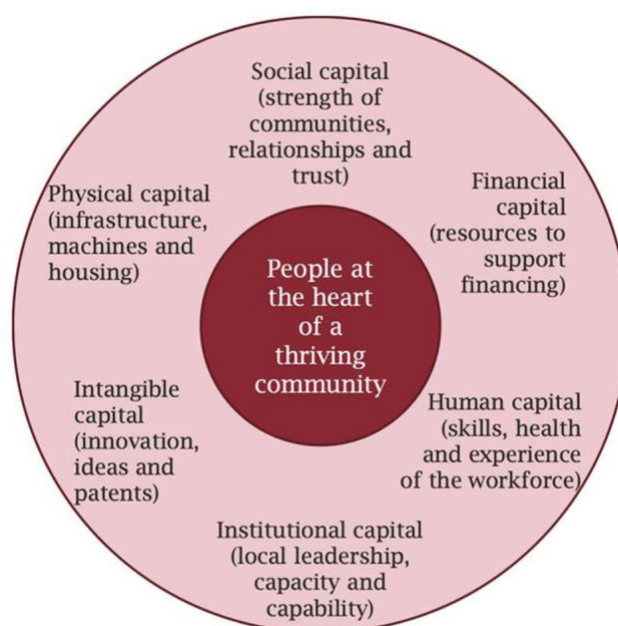 Social capital
(strength of
communities,
relationships and
trust)
Financial
capital
(resources to
support
financing)
Human capital
(skills, health
and experience
of the workforce)
Institutional capital
(local leadership,
capacity and
capability)
Intangible
capital
(innovation,
ideas and
patents)
Physical capital
(infrastructure,
machines and
housing)
People at
the heart
of a
thriving
community